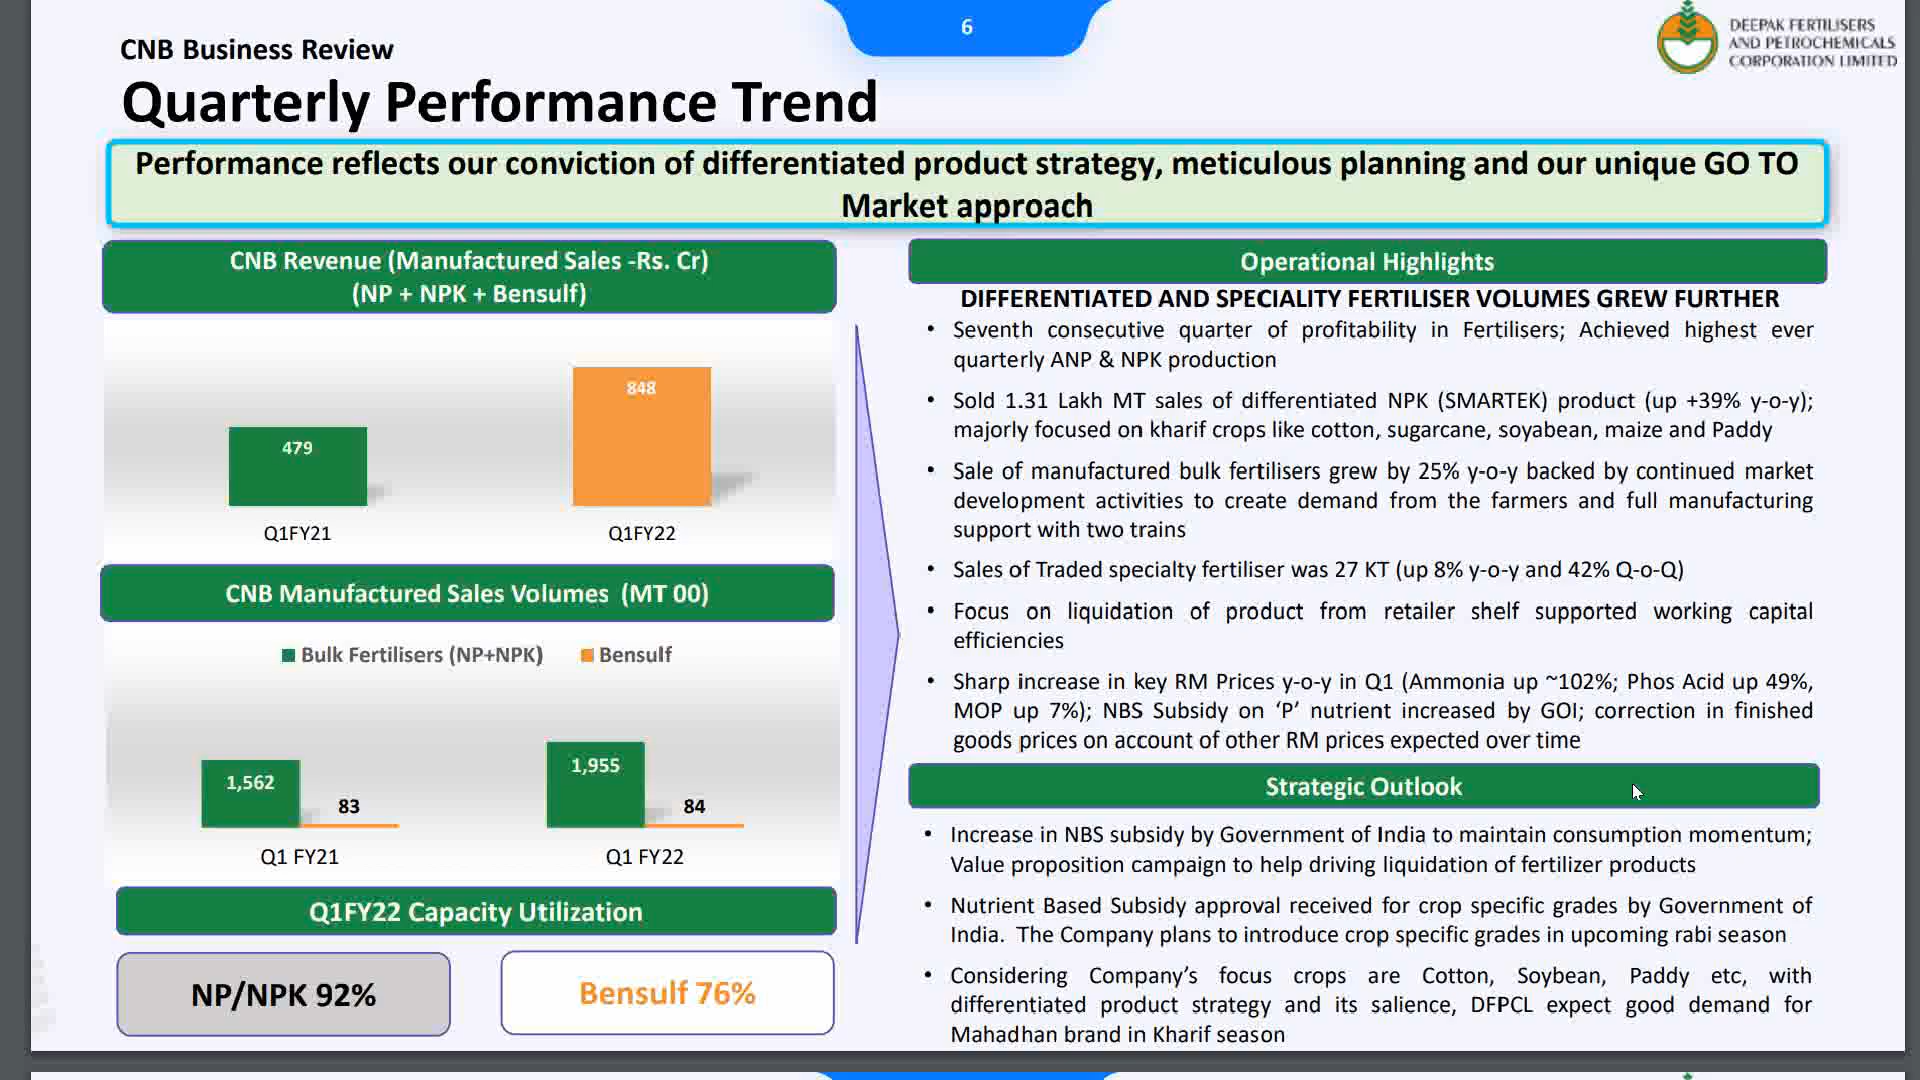 6
DEEPAK FERTILISERS
AND PETROCHEMICALS
CORPORATION LIMITED
CNB Business Review
Quarterly Performance Trend
Performance reflects our conviction of differentiated product strategy, meticulous planning and our unique GO TO
Market approach
CNB Revenue (Manufactured Sales -Rs. Cr)
(NP + NPK + Bensulf)
479
848
Q1FY21
Q1FY22
CNB Manufactured Sales Volumes (MT 00)
Bulk Fertilisers (NP+NPK)
Bensulf
1,562
83
1,955
84
Q1 FY21
Q1 FY22
Q1FY22 Capacity Utilization
NP/NPK 92%
Bensulf 76%
Operational Highlights
DIFFERENTIATED AND SPECIALITY FERTILISER VOLUMES GREW FURTHER
• Seventh consecutive quarter of profitability in Fertilisers; Achieved highest ever
quarterly ANP & NPK production
• Sold 1.31 Lakh MT sales of differentiated NPK (SMARTEK) product (up +39% y-o-y);
majorly focused on kharif crops like cotton, sugarcane, soyabean, maize and Paddy
• Sale of manufactured bulk fertilisers grew by 25% y-o-y backed by continued market
development activities to create demand from the farmers and full manufacturing
support with two trains
• Sales of Traded specialty fertiliser was 27 KT (up 8% y-o-y and 42% Q-o-Q)
• Focus on liquidation of product from retailer shelf supported working capital
efficiencies
• Sharp increase in key RM Prices y-o-y in Q1 (Ammonia up ~102%; Phos Acid up 49%,
MOP up 7%); NBS Subsidy on ‘P’ nutrient increased by GOI; correction in finished
goods prices on account of other RM prices expected over time
Strategic Outlook
• Increase in NBS subsidy by Government of India to maintain consumption momentum;
Value proposition campaign to help driving liquidation of fertilizer products
• Nutrient Based Subsidy approval received for crop specific grades by Government of
India. The Company plans to introduce crop specific grades in upcoming rabi season
• Considering Company’s focus crops are Cotton, Soybean, Paddy etc, with
differentiated product strategy and its salience, DFPCL expect good demand for
Mahadhan brand in Kharif season